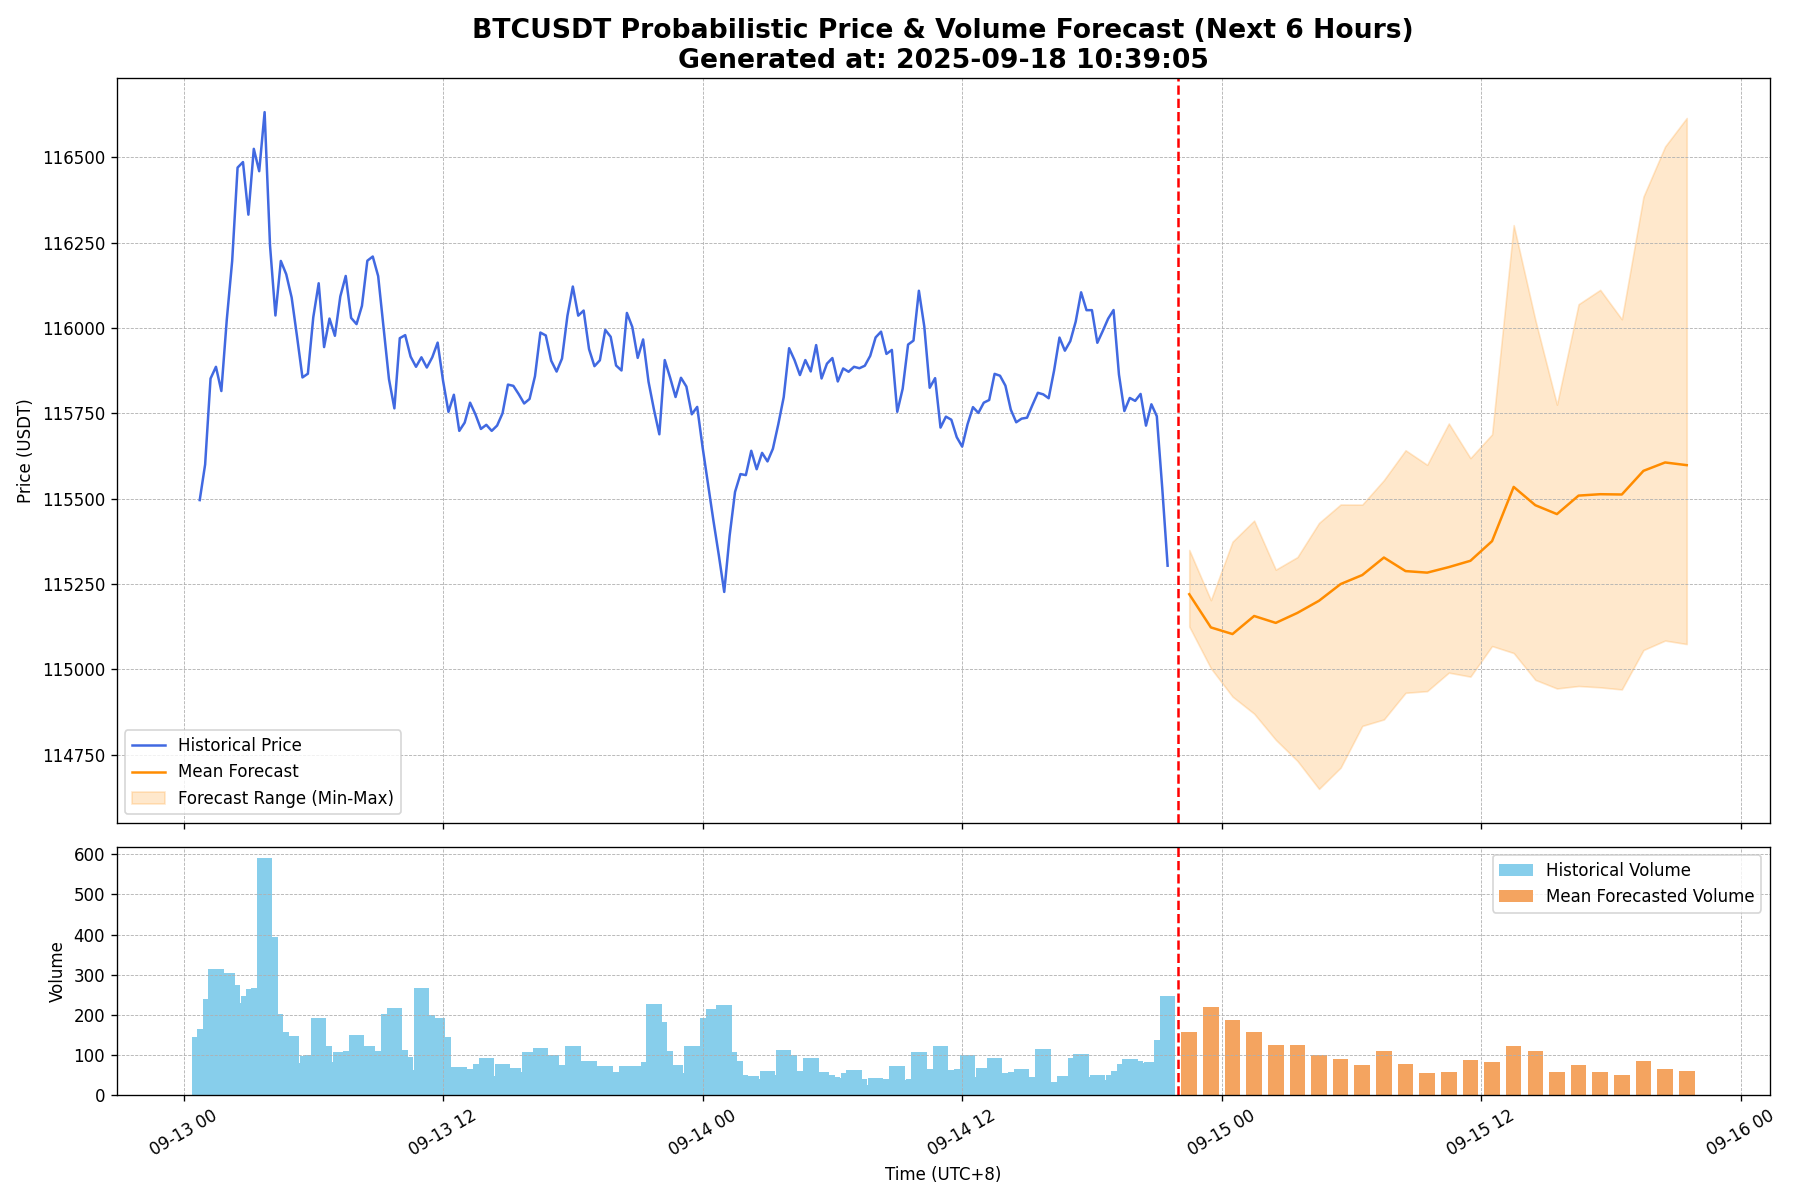 BTCUSDT Probabilistic Price & Volume Forecast (Next 6 Hours)
Generated at: 2025-09-18 10:39:05
Price (USDT)
116500
116250
116000
115750
115500
115250
115000
114750
Historical Price
Mean Forecast
Forecast Range (Min-Max)
Volume
600
500
400
300
200
100
0
Historical Volume
Mean Forecasted Volume
09-13 00
09-13 12
09-14 00
09-14 12
09-15 00
09-15 12
09-16 00
Time (UTC+8)